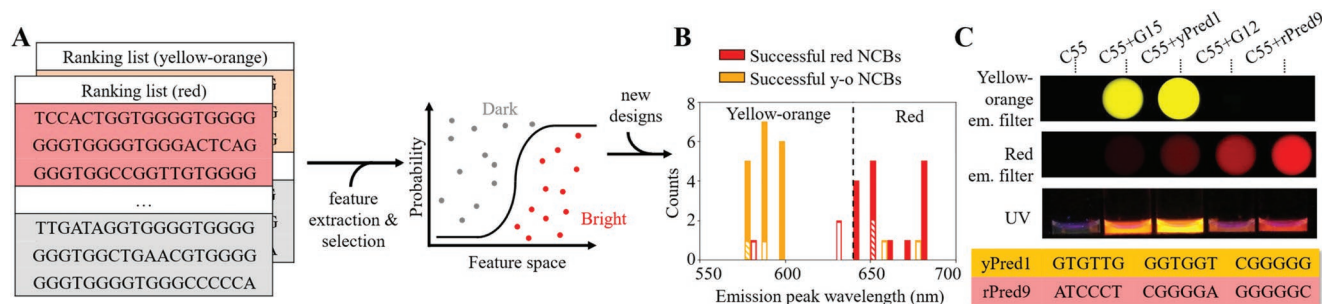 A
Ranking list (yellow-orange)
Ranking list (red)
TCCACTGGTGGGGTGGGG
GGGTGGGGTGGGACTCAG
GGGTGGCCGGTTGTGGGG
...
TTGATAGGTGGGGTGGGG
GGGTGGCTGAACGTGGGG
GGGTGGGGTGGGCCCCCA
G
G
G
G
G
A
feature
extraction &
selection
Probability
Dark
Bright
Feature space
new
designs
B
Successful red NCBs
Successful y-o NCBs
Yellow-orange
Red
Counts
8
6
4
2
0
550
600
650
700
Emission peak wavelength (nm)
C
C55
C55+G15
C55+yPred1
C55+G12
C55+rPred9
Yellow-
orange
em. filter
Red
em. filter
UV
yPred1 GTGTTG GGTGGT CGGGGG
rPred9 ATCCCT CGGGGA GGGGGC